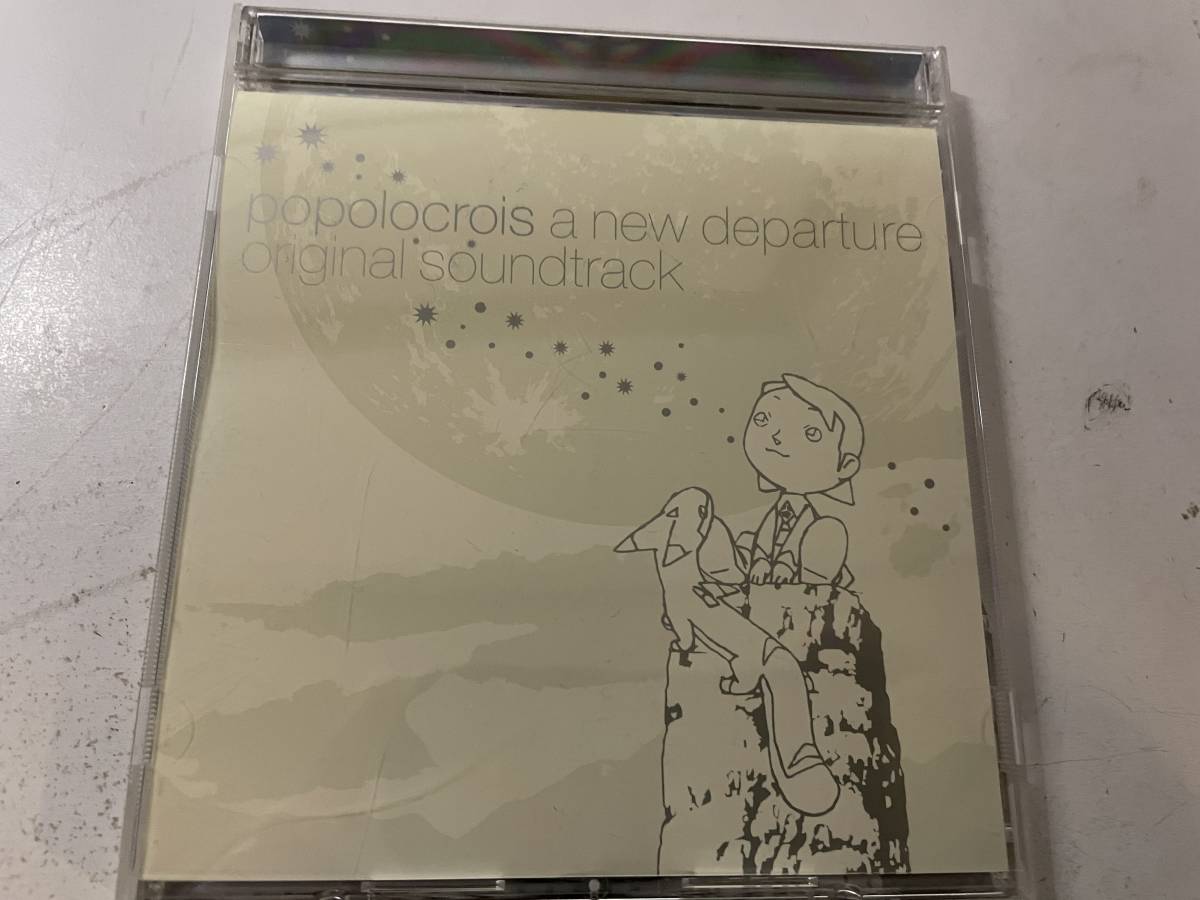 popolocrois a new departure
original soundtrack